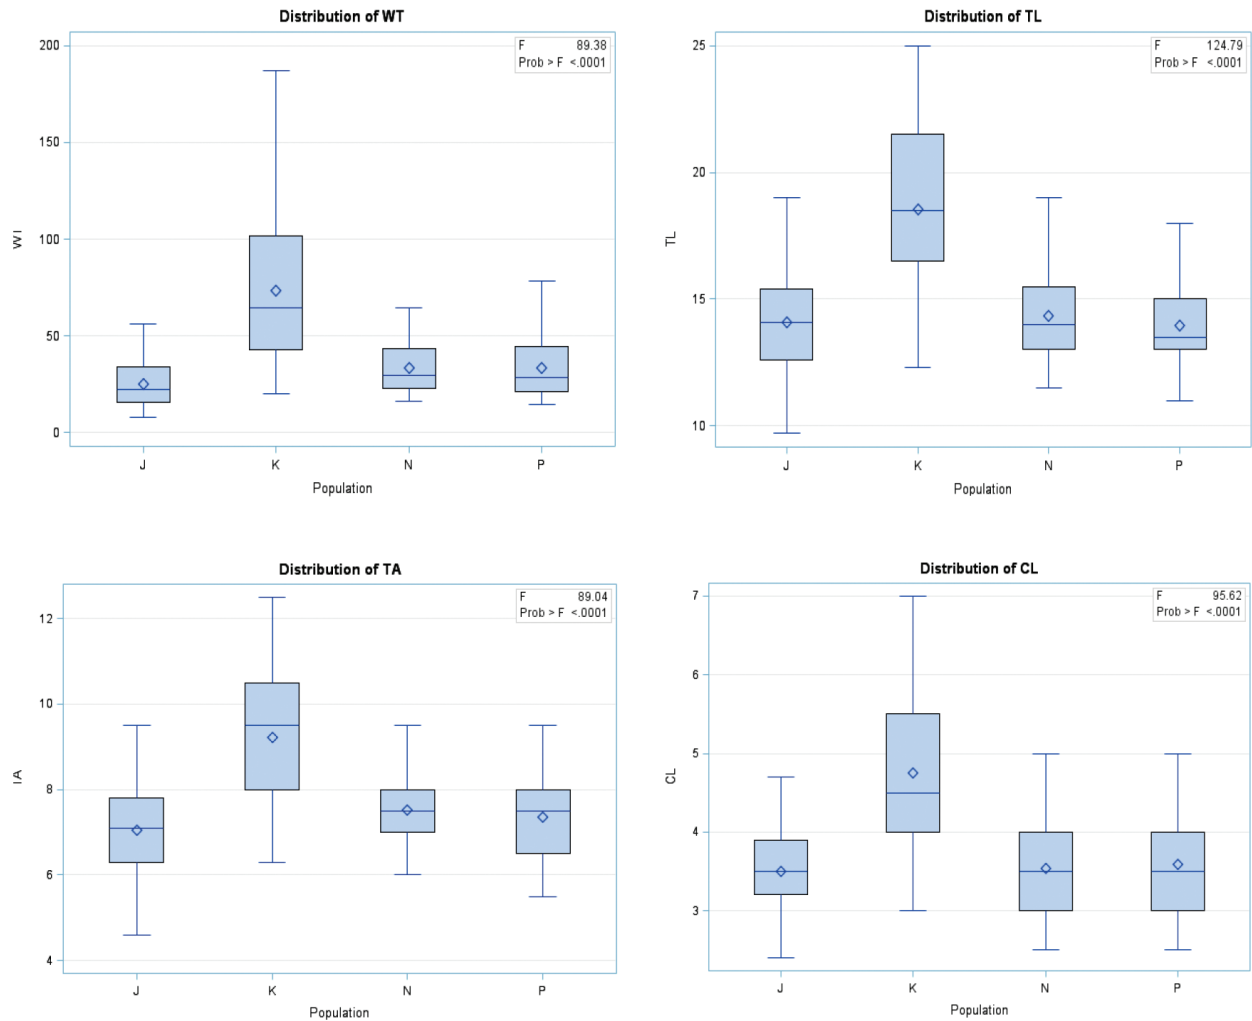 Distribution of WT
F 89.38
Prob > F <.0001
200
150
100
50
0
WT
J K N P
Population
Distribution of TL
F 124.79
Prob > F <.0001
25
20
15
10
TL
J K N P
Population
Distribution of TA
F 89.04
Prob > F <.0001
12
10
8
6
4
TA
J K N P
Population
Distribution of CL
F 95.62
Prob > F <.0001
7
6
5
4
3
CL
J K N P
Population